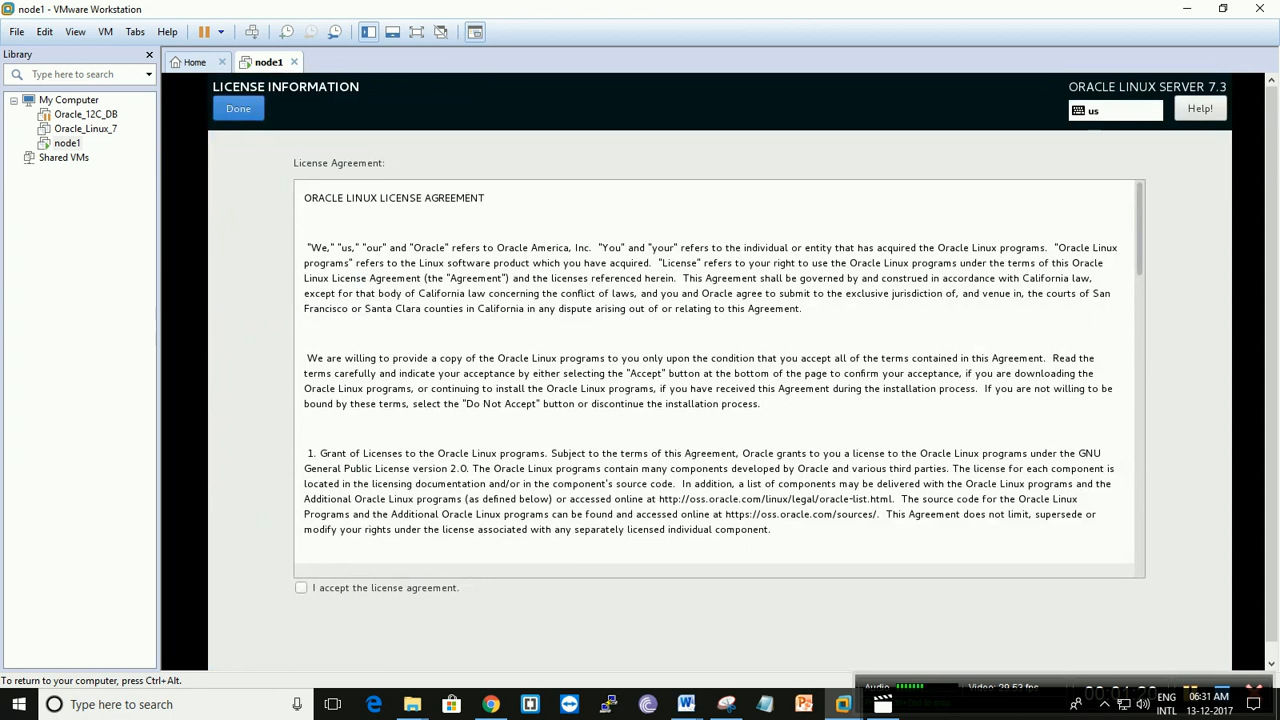 node1 - VMware Workstation
File Edit View VM Tabs Help
Library
Type here to search
My Computer
Oracle_12C_DB
Oracle_Linux_7
node1
Shared VMs
Home
node1
LICENSE INFORMATION
Done
ORACLE LINUX SERVER 7.3
us
Help!
License Agreement:
ORACLE LINUX LICENSE AGREEMENT
"We," "us," "our" and "Oracle" refers to Oracle America, Inc. "You" and "your" refers to the individual or entity that has acquired the Oracle Linux programs. "Oracle Linux
programs" refers to the Linux software product which you have acquired. "License" refers to your right to use the Oracle Linux programs under the terms of this Oracle
Linux License Agreement (the "Agreement") and the licenses referenced herein. This Agreement shall be governed by and construed in accordance with California law,
except for that body of California law concerning the conflict of laws, and you and Oracle agree to submit to the exclusive jurisdiction of, and venue in, the courts of San
Francisco or Santa Clara counties in California in any dispute arising out of or relating to this Agreement.
We are willing to provide a copy of the Oracle Linux programs to you only upon the condition that you accept all of the terms contained in this Agreement. Read the
terms carefully and indicate your acceptance by either selecting the "Accept" button at the bottom of the page to confirm your acceptance, if you are downloading the
Oracle Linux programs, or continuing to install the Oracle Linux programs, if you have received this Agreement during the installation process. If you are not willing to be
bound by these terms, select the "Do Not Accept" button or discontinue the installation process.
1. Grant of Licenses to the Oracle Linux programs. Subject to the terms of this Agreement, Oracle grants to you a license to the Oracle Linux programs under the GNU
General Public License version 2.0. The Oracle Linux programs contain many components developed by Oracle and various third parties. The license for each component is
located in the licensing documentation and/or in the component's source code. In addition, a list of components may be delivered with the Oracle Linux programs and the
Additional Oracle Linux programs (as defined below) or accessed online at http://oss.oracle.com/linux/legal/oracle-list.html. The source code for the Oracle Linux
Programs and the Additional Oracle Linux programs can be found and accessed online at https://oss.oracle.com/sources/. This Agreement does not limit, supersede or
modify your rights under the license associated with any separately licensed individual component.
I accept the license agreement.
To return to your computer, press Ctrl+Alt.
Type here to search
Audio
Video: 29.53 fps
00:01:20
ENG
INTL
06:31 AM
13-12-2017